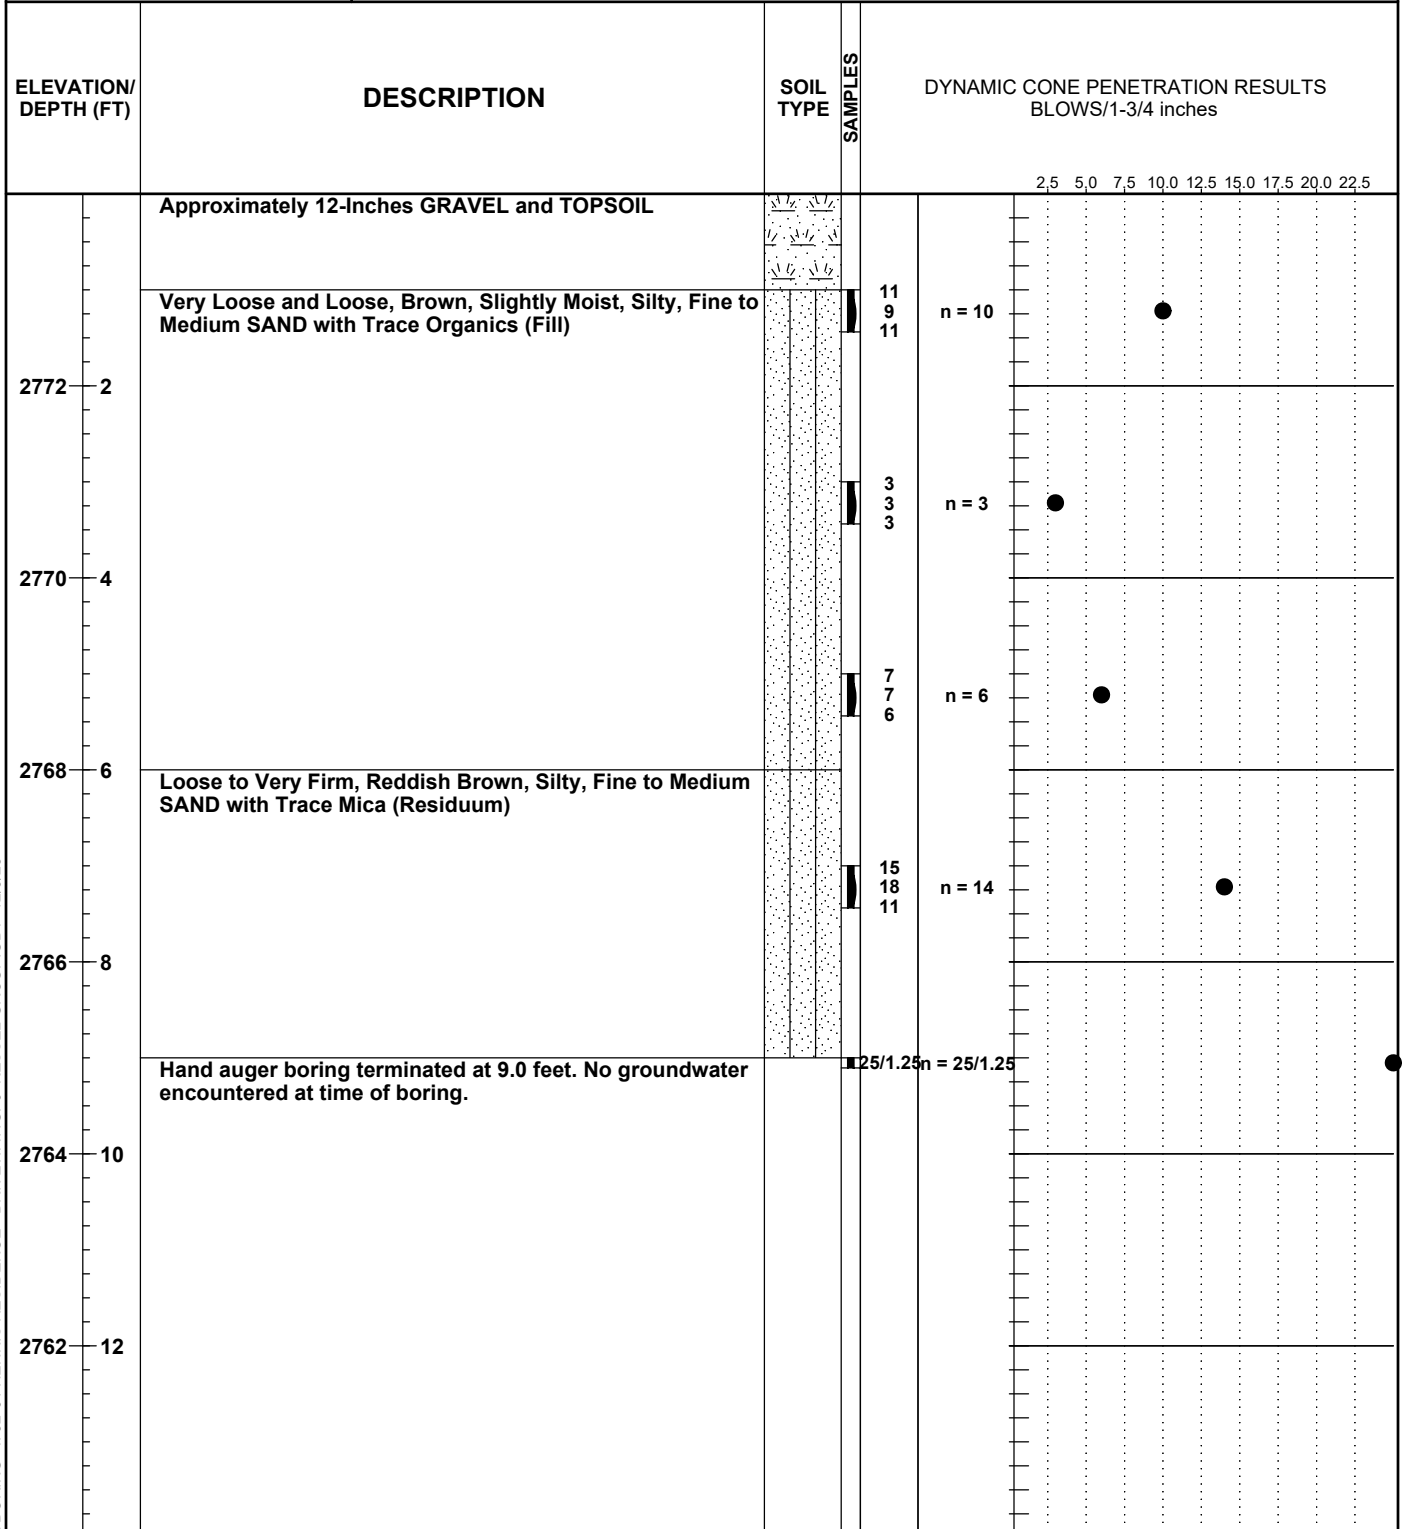 ELEVATION/
DEPTH (FT)
DESCRIPTION
SOIL
TYPE
SAMPLES
DYNAMIC CONE PENETRATION RESULTS
BLOWS/1-3/4 inches
2.5 5.0 7.5 10.0 12.5 15.0 17.5 20.0 22.5
Approximately 12-Inches GRAVEL and TOPSOIL
Very Loose and Loose, Brown, Slightly Moist, Silty, Fine to
Medium SAND with Trace Organics (Fill)
11
9
11
n = 10
2772 2
3
3
3
n = 3
2770 4
7
7
6
n = 6
2768 6
Loose to Very Firm, Reddish Brown, Silty, Fine to Medium
SAND with Trace Mica (Residuum)
15
18
11
n = 14
2766 8
25/1.25
n = 25/1.25
Hand auger boring terminated at 9.0 feet. No groundwater
encountered at time of boring.
2764 10
2762 12